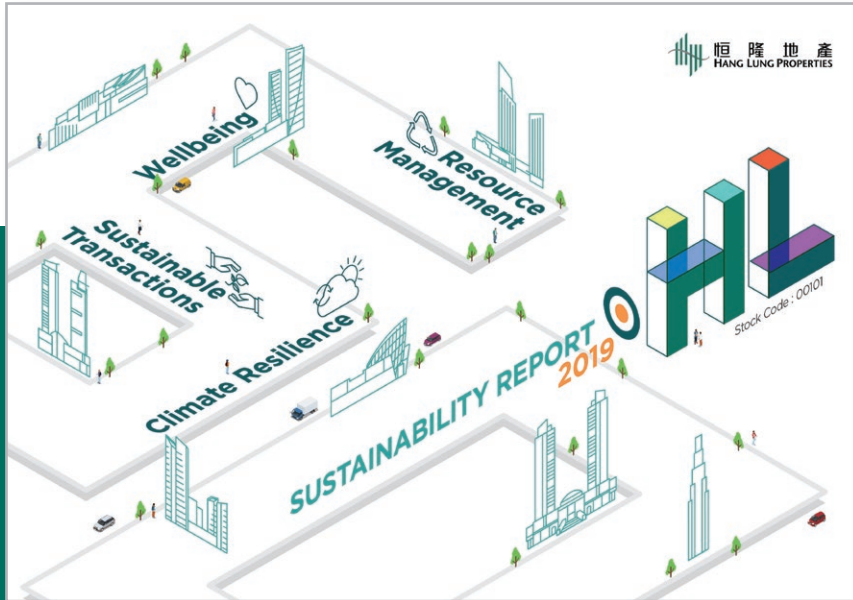 恒隆地產
HANG LUNG PROPERTIES
Wellbeing
Resource
Management
Sustainable
Transactions
Climate Resilience
SUSTAINABILITY REPORT
2019
HL
Stock Code : 00101